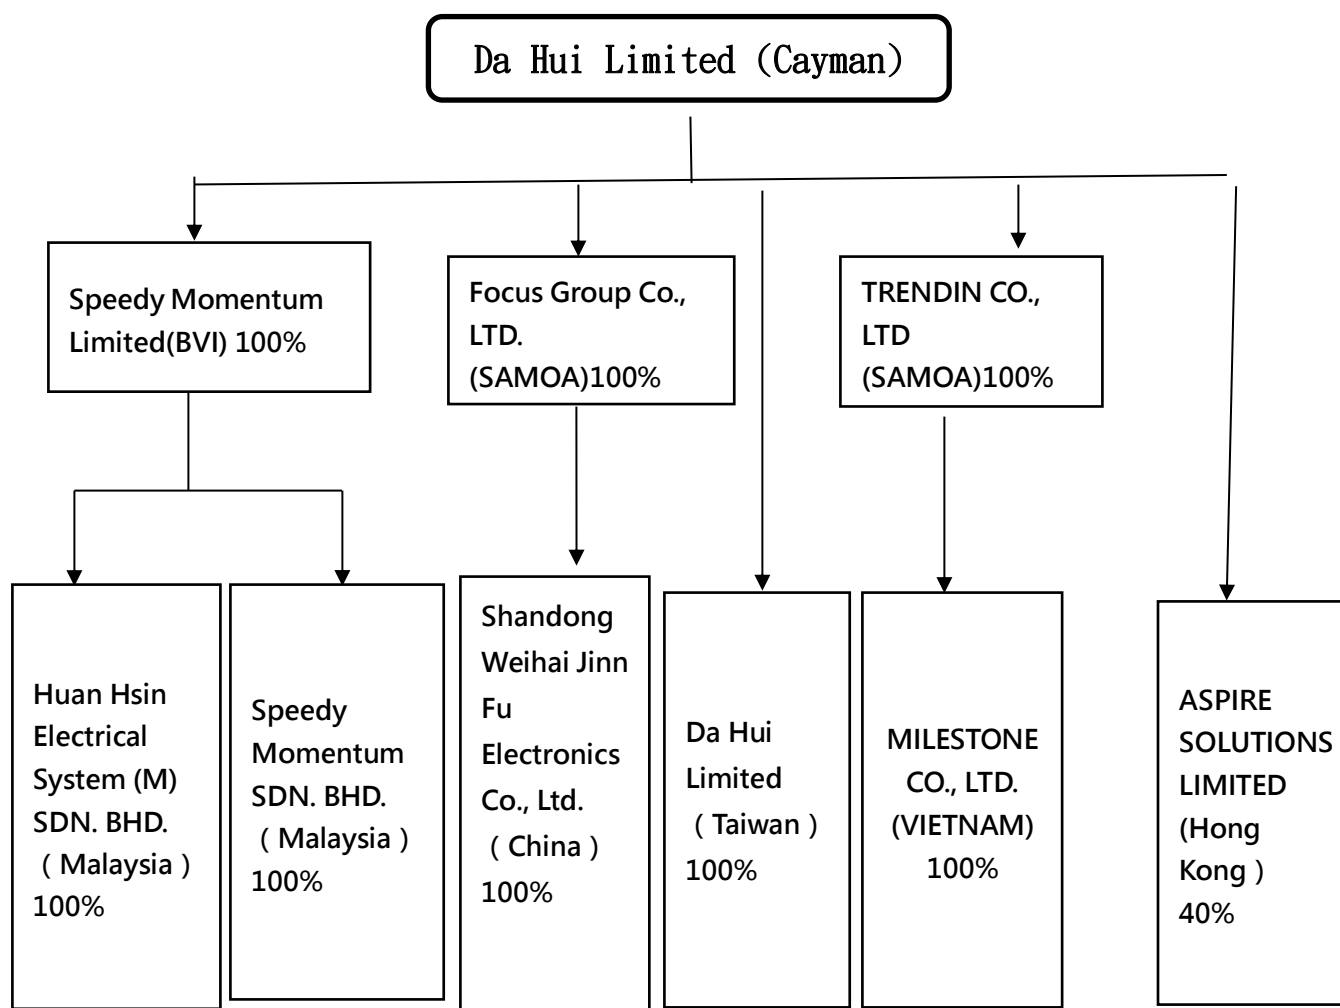 Da Hui Limited (Cayman)
Speedy Momentum
Limited(BVI) 100%
Focus Group Co.,
LTD.
(SAMOA)100%
TRENDIN CO.,
LTD
(SAMOA)100%
Huan Hsin
Electrical
System (M)
SDN. BHD.
（Malaysia）
100%
Speedy
Momentum
SDN. BHD.
（Malaysia）
100%
Shandong
Weihai Jinn
Fu
Electronics
Co., Ltd.
（China）
100%
Da Hui
Limited
（Taiwan）
100%
MILESTONE
CO., LTD.
(VIETNAM)
100%
ASPIRE
SOLUTIONS
LIMITED
(Hong
Kong）
40%